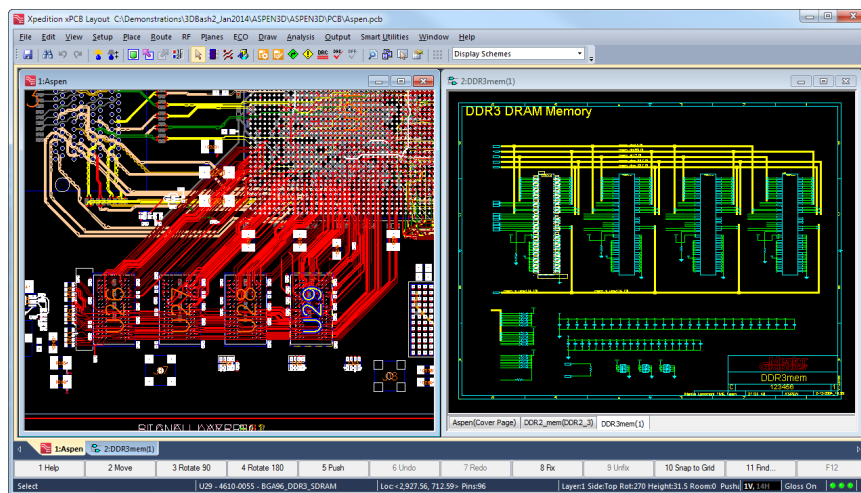 Xpedition xPCB Layout C:\Demonstrations\3DBash2_Jan2014\ASPEN3D\ASPEN3D\PCB\Aspen.pcb
File Edit View Setup Place Route RF Planes ECO Draw Analysis Output Smart Utilities Window Help
Display Schemes
1:Aspen
2:DDR3mem(1)
DDR3 DRAM Memory
U26 U27 U28 U29
DDR3mem
123456
Aspen(Cover Page) DDR2_mem(DDR2_3) DDR3mem(1)
1:Aspen 2:DDR3mem(1)
1 Help 2 Move 3 Rotate 90 4 Rotate 180 5 Push 6 Undo 7 Redo 8 Fix 9 Unfix 10 Snap to Grid 11 Find... F12
Select U29 - 4610-0055 - BGA96_DDR3_SDRAM Loc:<2,927.56, 712.59> Pins:96 Layer:1 Side:Top Rot:270 Height:31.5 Room:0 Pushu 1V, 14H Gloss On